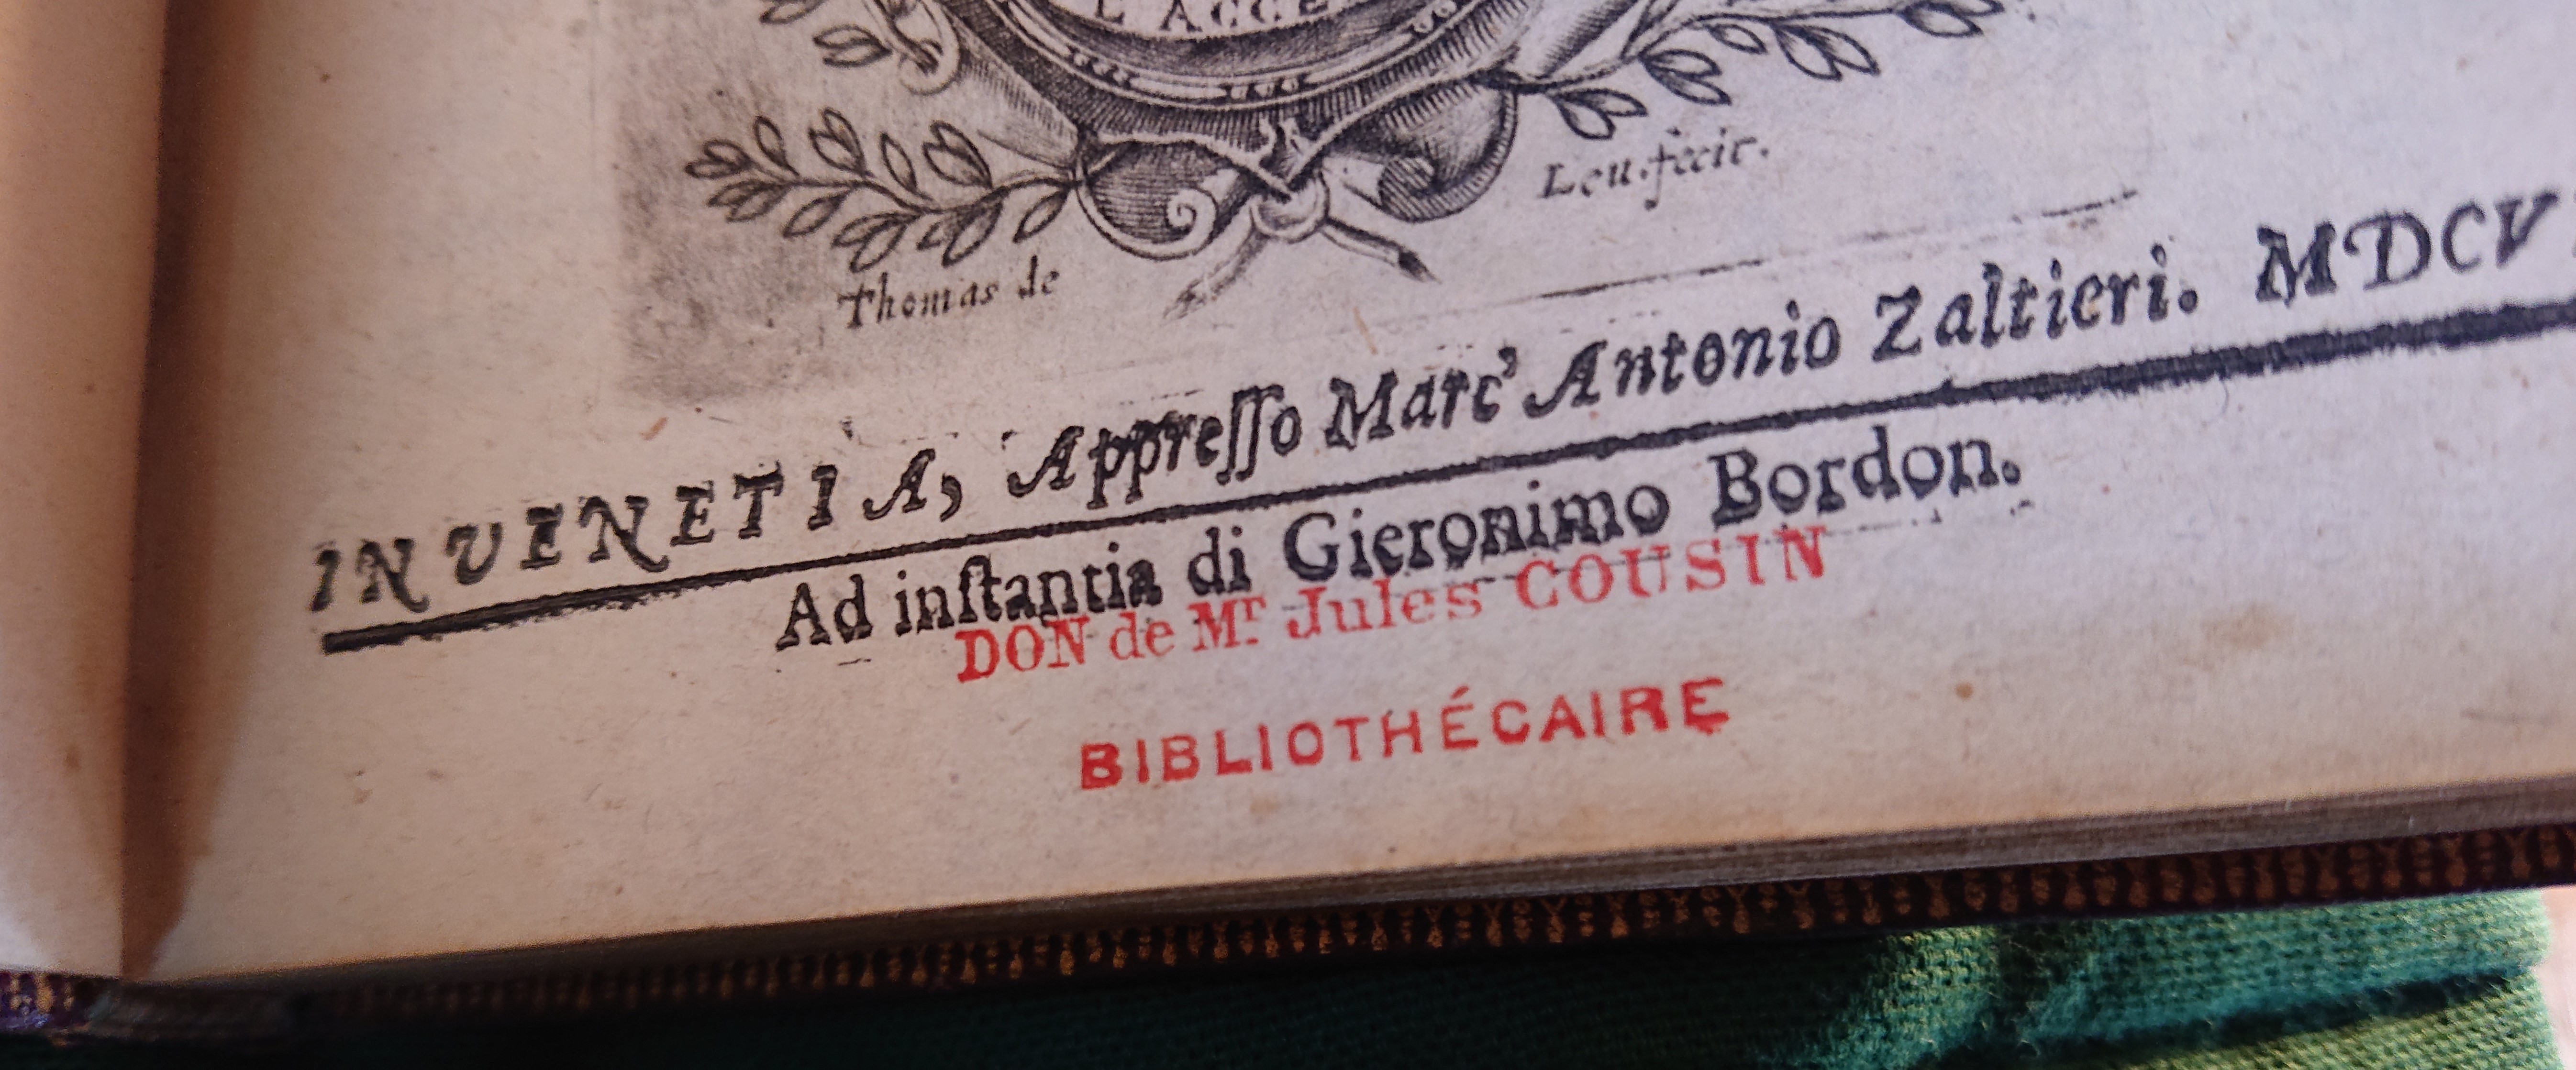 L'ACCE
Thomas de Leu. fecit.
IN VENETIA, Appreſſo Marc' Antonio Zaltieri. MDCV
Ad inſtantia di Gieronimo Bordon.
DON de Mr Jules COUSIN
BIBLIOTHÉCAIRE